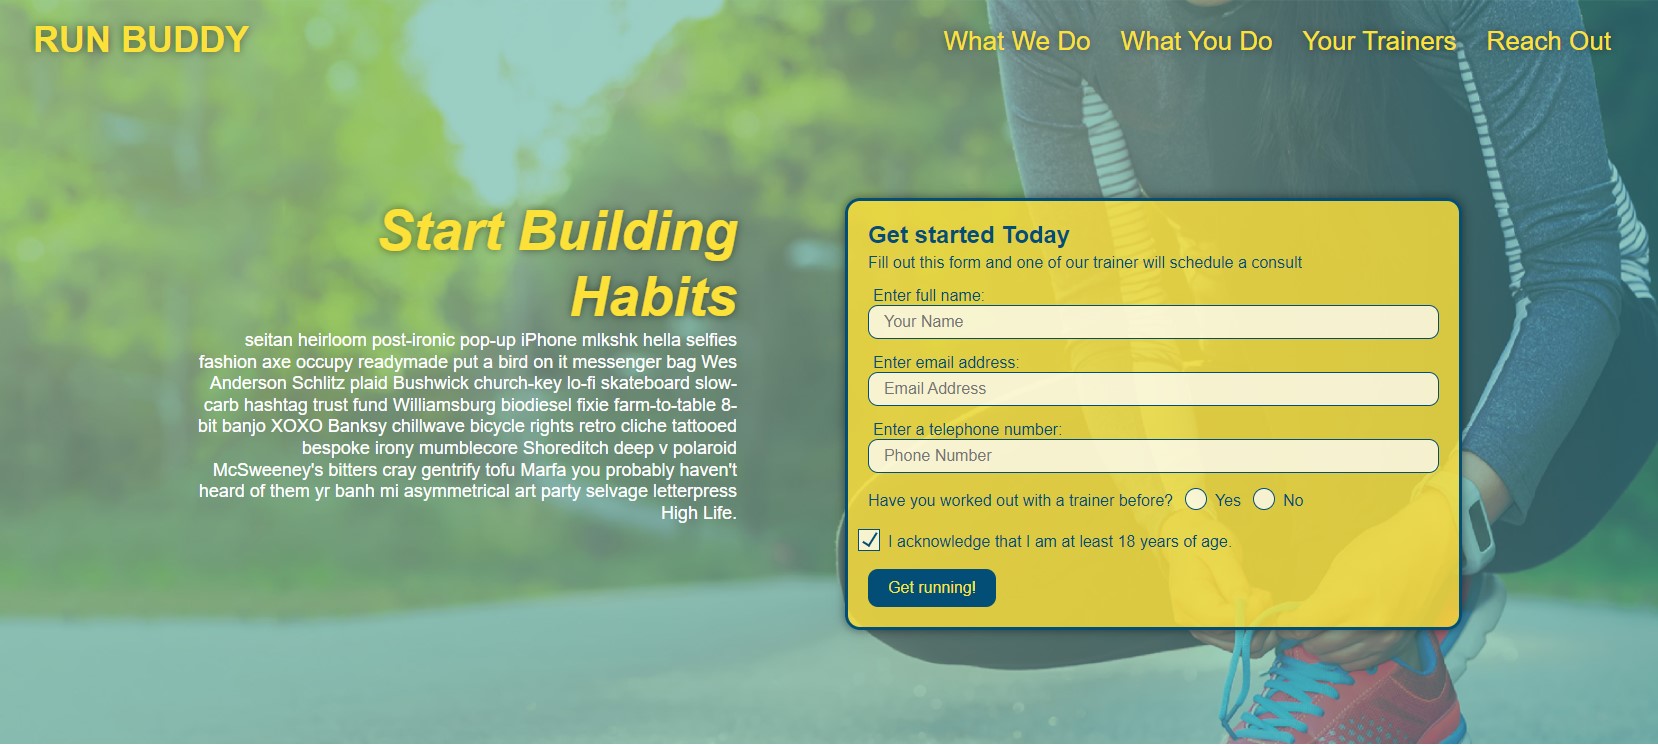 RUN BUDDY
What We Do
What You Do
Your Trainers
Reach Out
Start Building
Habits
seitan heirloom post-ironic pop-up iPhone mlkshk hella selfies
fashion axe occupy readymade put a bird on it messenger bag Wes
Anderson Schlitz plaid Bushwick church-key lo-fi skateboard slow-
carb hashtag trust fund Williamsburg biodiesel fixie farm-to-table 8-
bit banjo XOXO Banksy chillwave bicycle rights retro cliche tattooed
bespoke irony mumblecore Shoreditch deep v polaroid
McSweeney's bitters cray gentrify tofu Marfa you probably haven't
heard of them yr banh mi asymmetrical art party selvage letterpress
High Life.
Get started Today
Fill out this form and one of our trainer will schedule a consult
Enter full name:
Your Name
Enter email address:
Email Address
Enter a telephone number:
Phone Number
Have you worked out with a trainer before? Yes No
I acknowledge that I am at least 18 years of age.
Get running!